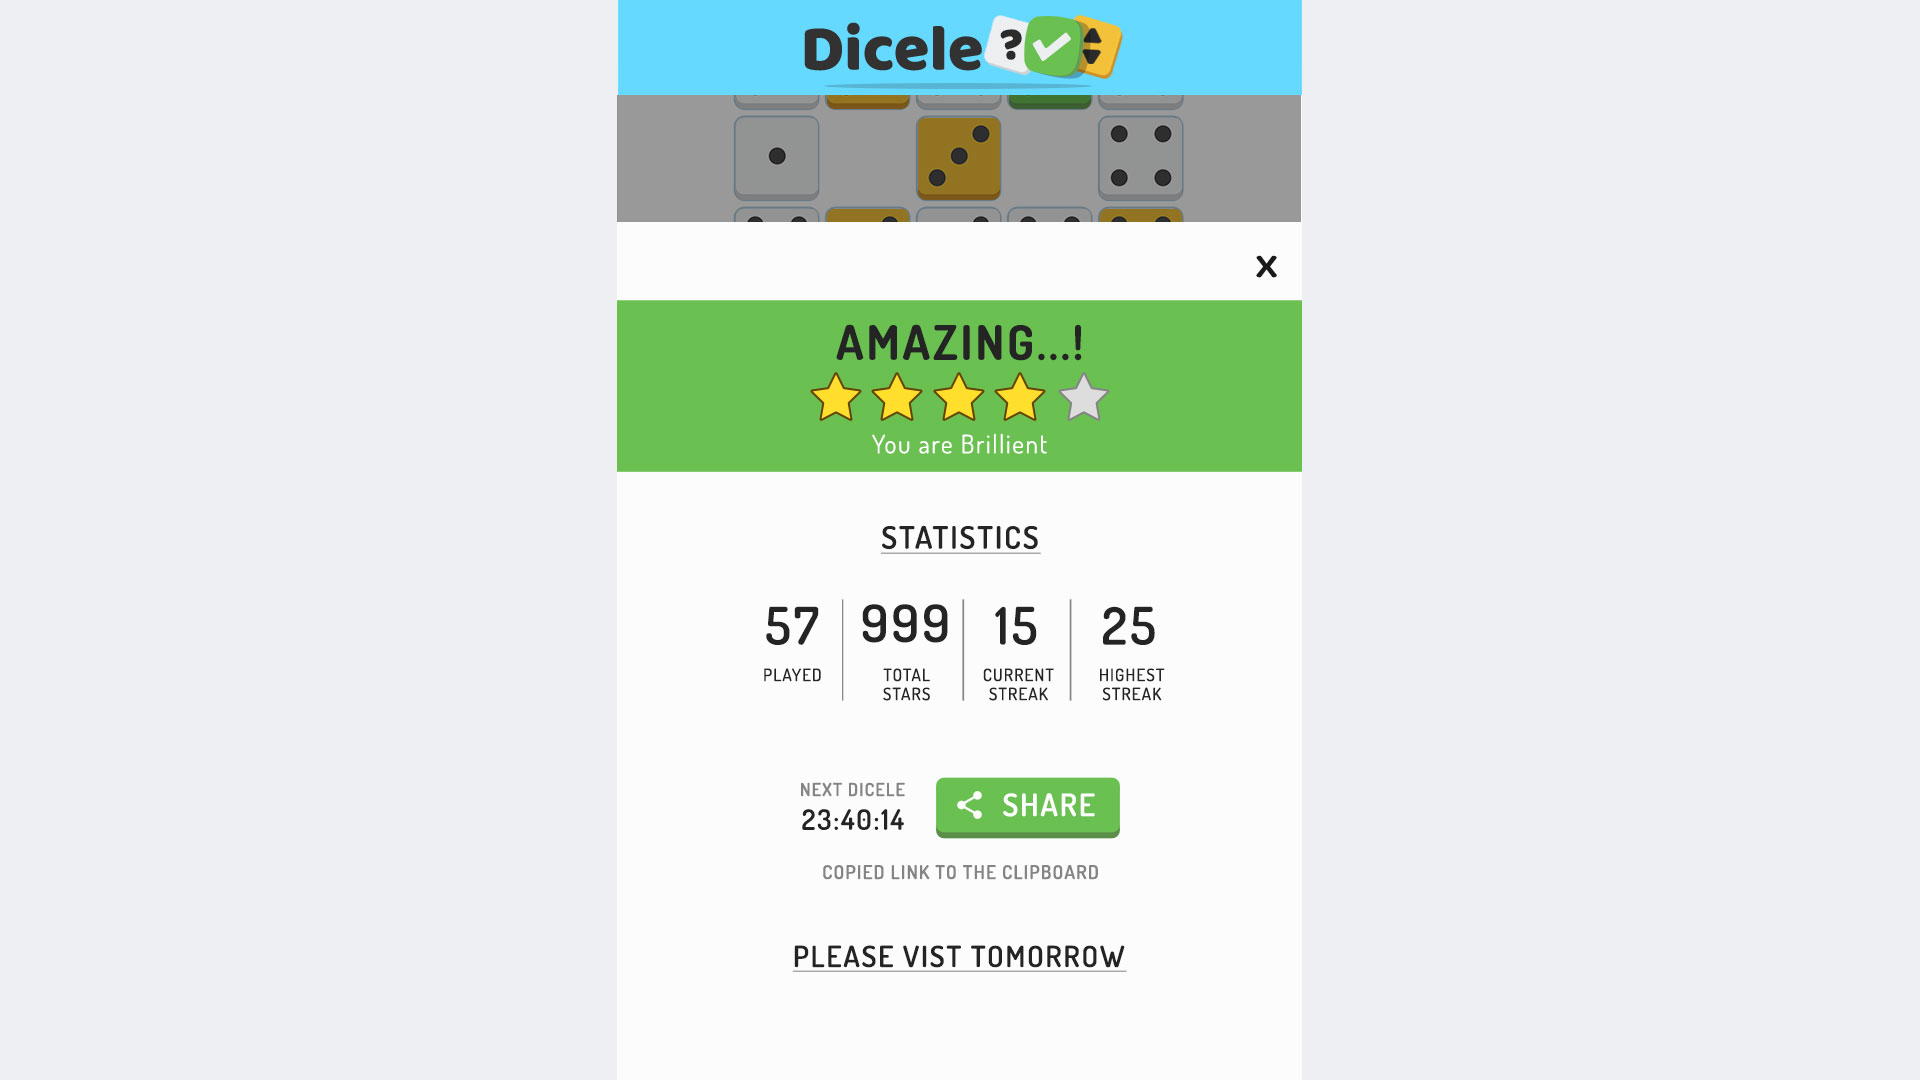 Dicele ?
X
AMAZING...!
You are Brillient
STATISTICS
57 999 15 25
PLAYED TOTAL STARS CURRENT STREAK HIGHEST STREAK
NEXT DICELE
23:40:14
SHARE
COPIED LINK TO THE CLIPBOARD
PLEASE VIST TOMORROW